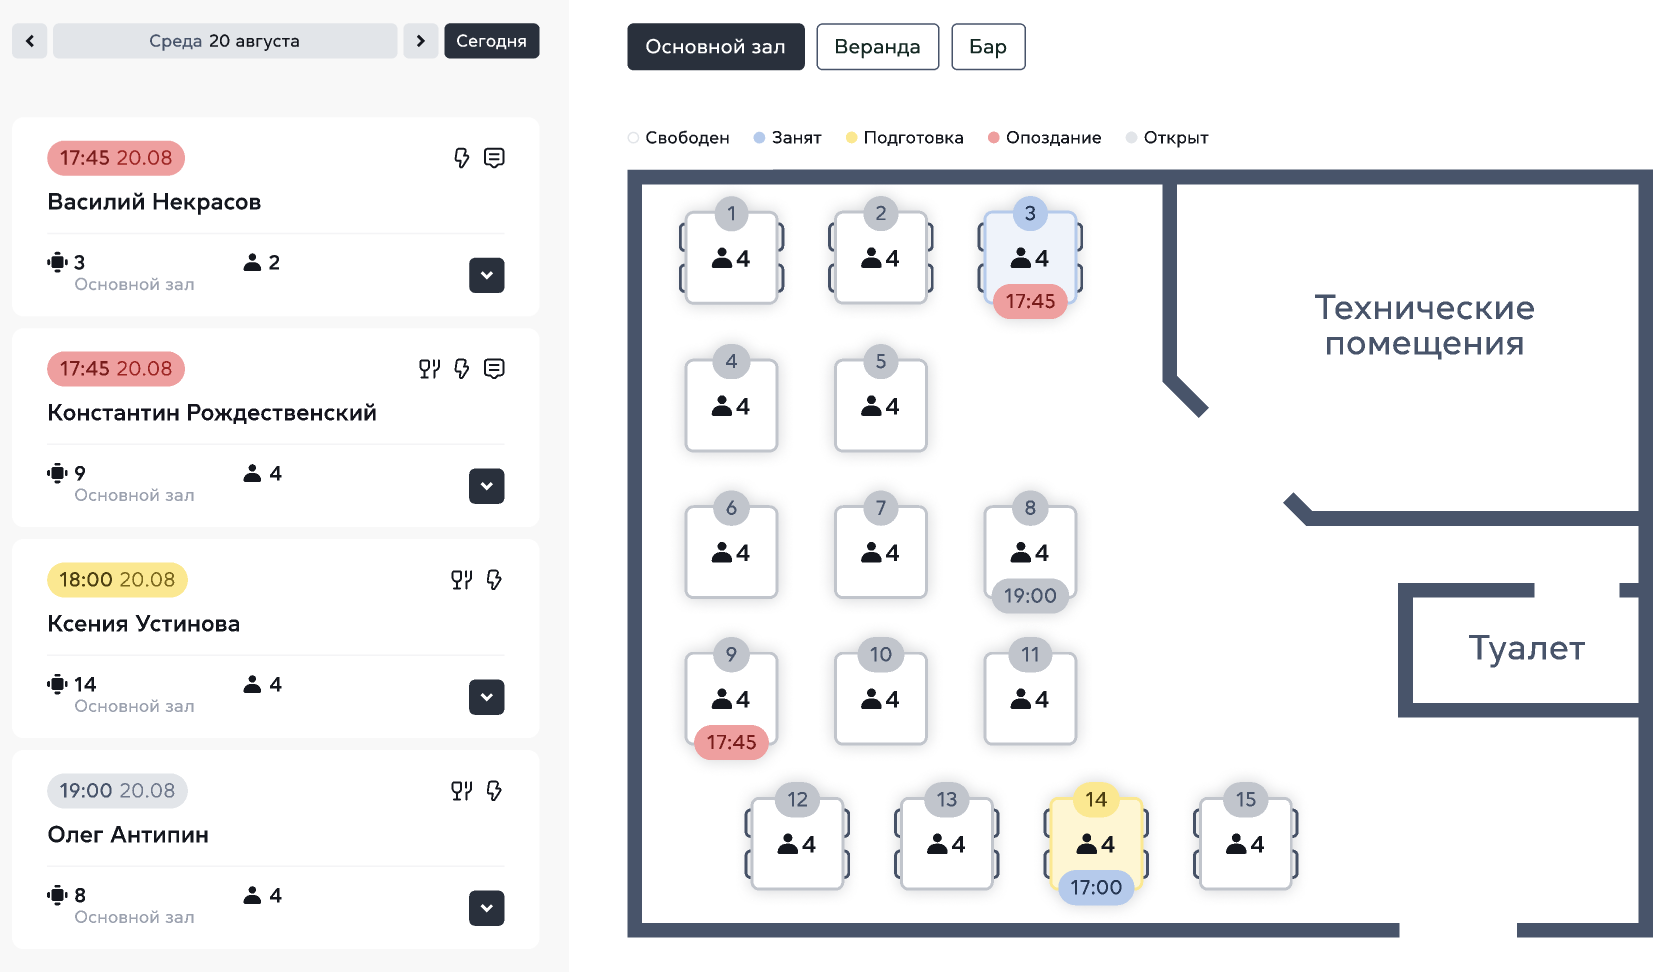 Среда 20 августа
Сегодня
17:45 20.08
Василий Некрасов
3
2
Основной зал
17:45 20.08
Константин Рождественский
9
4
Основной зал
18:00 20.08
Ксения Устинова
14
4
Основной зал
19:00 20.08
Олег Антипин
8
4
Основной зал
Основной зал
Веранда
Бар
Свободен
Занят
Подготовка
Опоздание
Открыт
1
4
2
4
3
4
17:45
4
4
5
4
6
4
7
4
8
4
19:00
9
4
17:45
10
4
11
4
12
4
13
4
14
4
17:00
15
4
Технические
помещения
Туалет